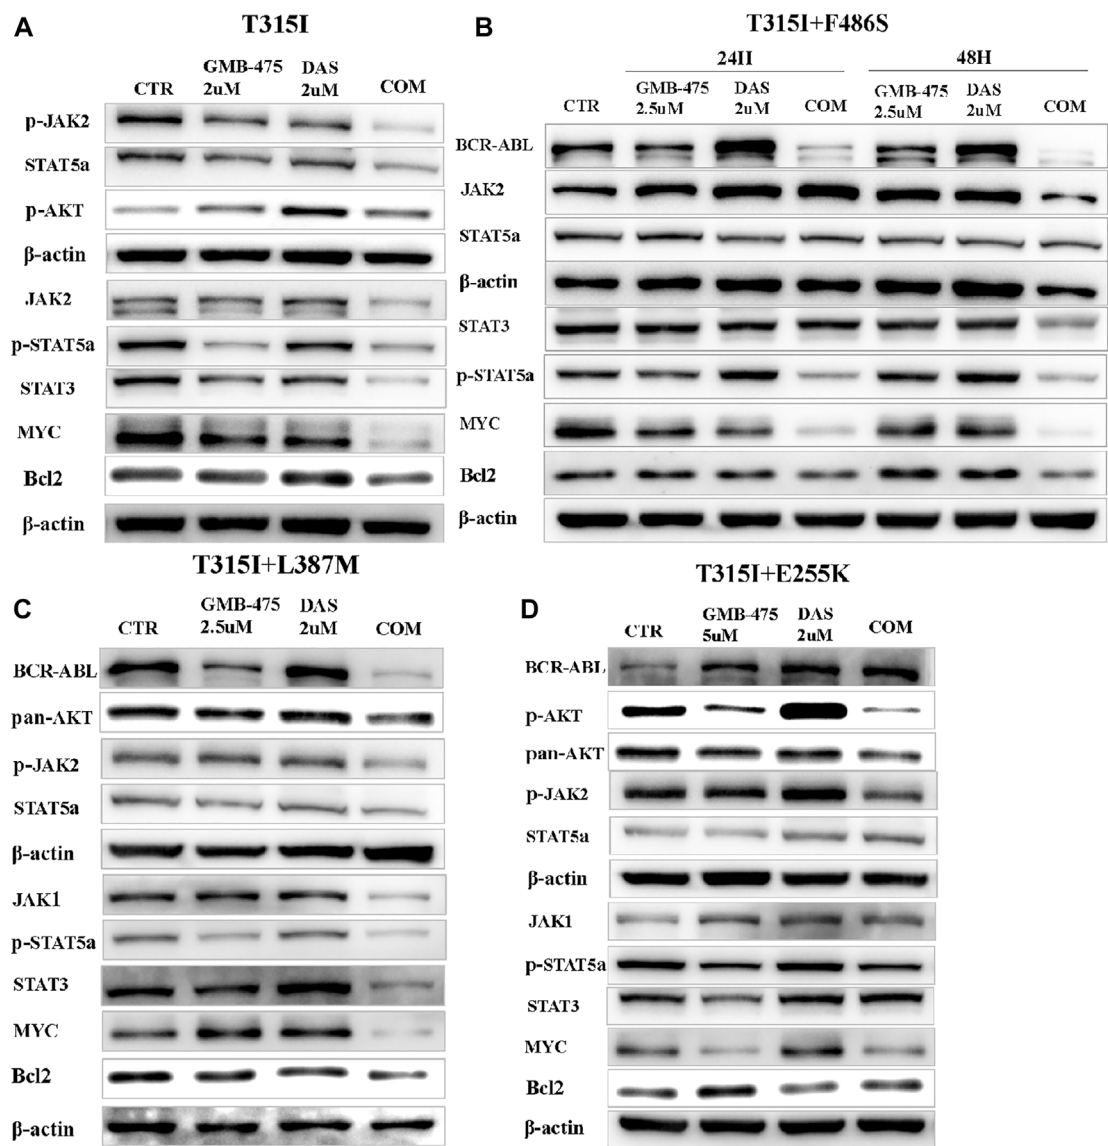 A
T315I
CTR
GMB-475
2uM
DAS
2uM
COM
p-JAK2
STAT5a
p-AKT
β-actin
JAK2
p-STAT5a
STAT3
MYC
Bcl2
β-actin
B
T315I+F486S
24H
48H
CTR
GMB-475
2.5uM
DAS
2uM
COM
GMB-475
2.5uM
DAS
2uM
COM
BCR-ABL
JAK2
STAT5a
β-actin
STAT3
p-STAT5a
MYC
Bcl2
β-actin
C
T315I+L387M
CTR
GMB-475
2.5uM
DAS
2uM
COM
BCR-ABL
pan-AKT
p-JAK2
STAT5a
β-actin
JAK1
p-STAT5a
STAT3
MYC
Bcl2
β-actin
D
T315I+E255K
CTR
GMB-475
5uM
DAS
2uM
COM
BCR-ABL
p-AKT
pan-AKT
p-JAK2
STAT5a
β-actin
JAK1
p-STAT5a
STAT3
MYC
Bcl2
β-actin